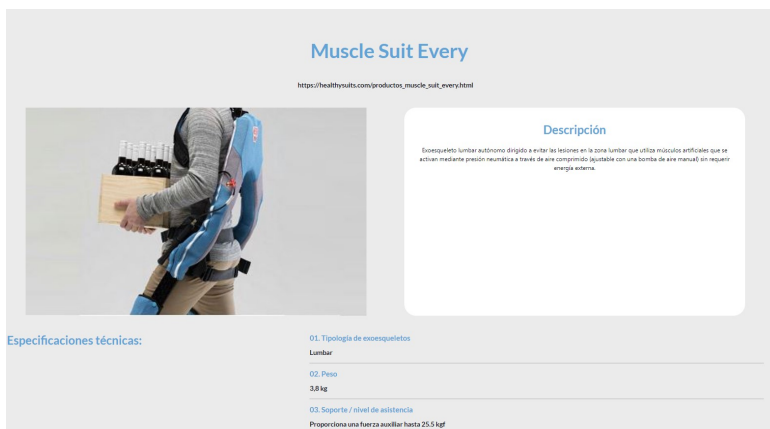 Muscle Suit Every
https://healthysuits.com/productos_muscle_suit_every.html
Descripción
Exoesqueleto lumbar autónomo dirigido a evitar las lesiones en la zona lumbar que utiliza músculos artificiales que se
activan mediante presión neumática a través de aire comprimido (ajustable con una bomba de aire manual) sin requerir
energía externa.
Especificaciones técnicas:
01. Tipología de exoesqueletos
Lumbar
02. Peso
3,8 kg
03. Soporte / nivel de asistencia
Proporciona una fuerza auxiliar hasta 25.5 kgf